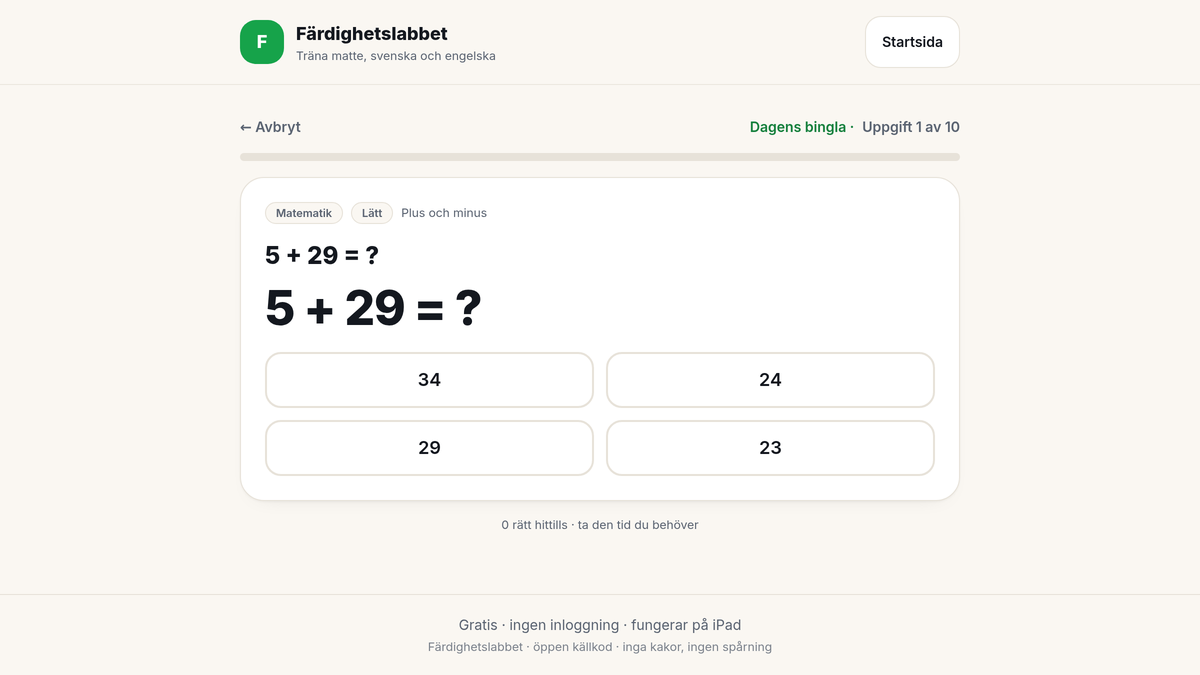 F
Färdighetslabbet
Träna matte, svenska och engelska
Startsida
← Avbryt
Dagens bingla · Uppgift 1 av 10
Matematik Lätt Plus och minus
5 + 29 = ?
5 + 29 = ?
34 24
29 23
0 rätt hittills · ta den tid du behöver
Gratis · ingen inloggning · fungerar på iPad
Färdighetslabbet · öppen källkod · inga kakor, ingen spårning